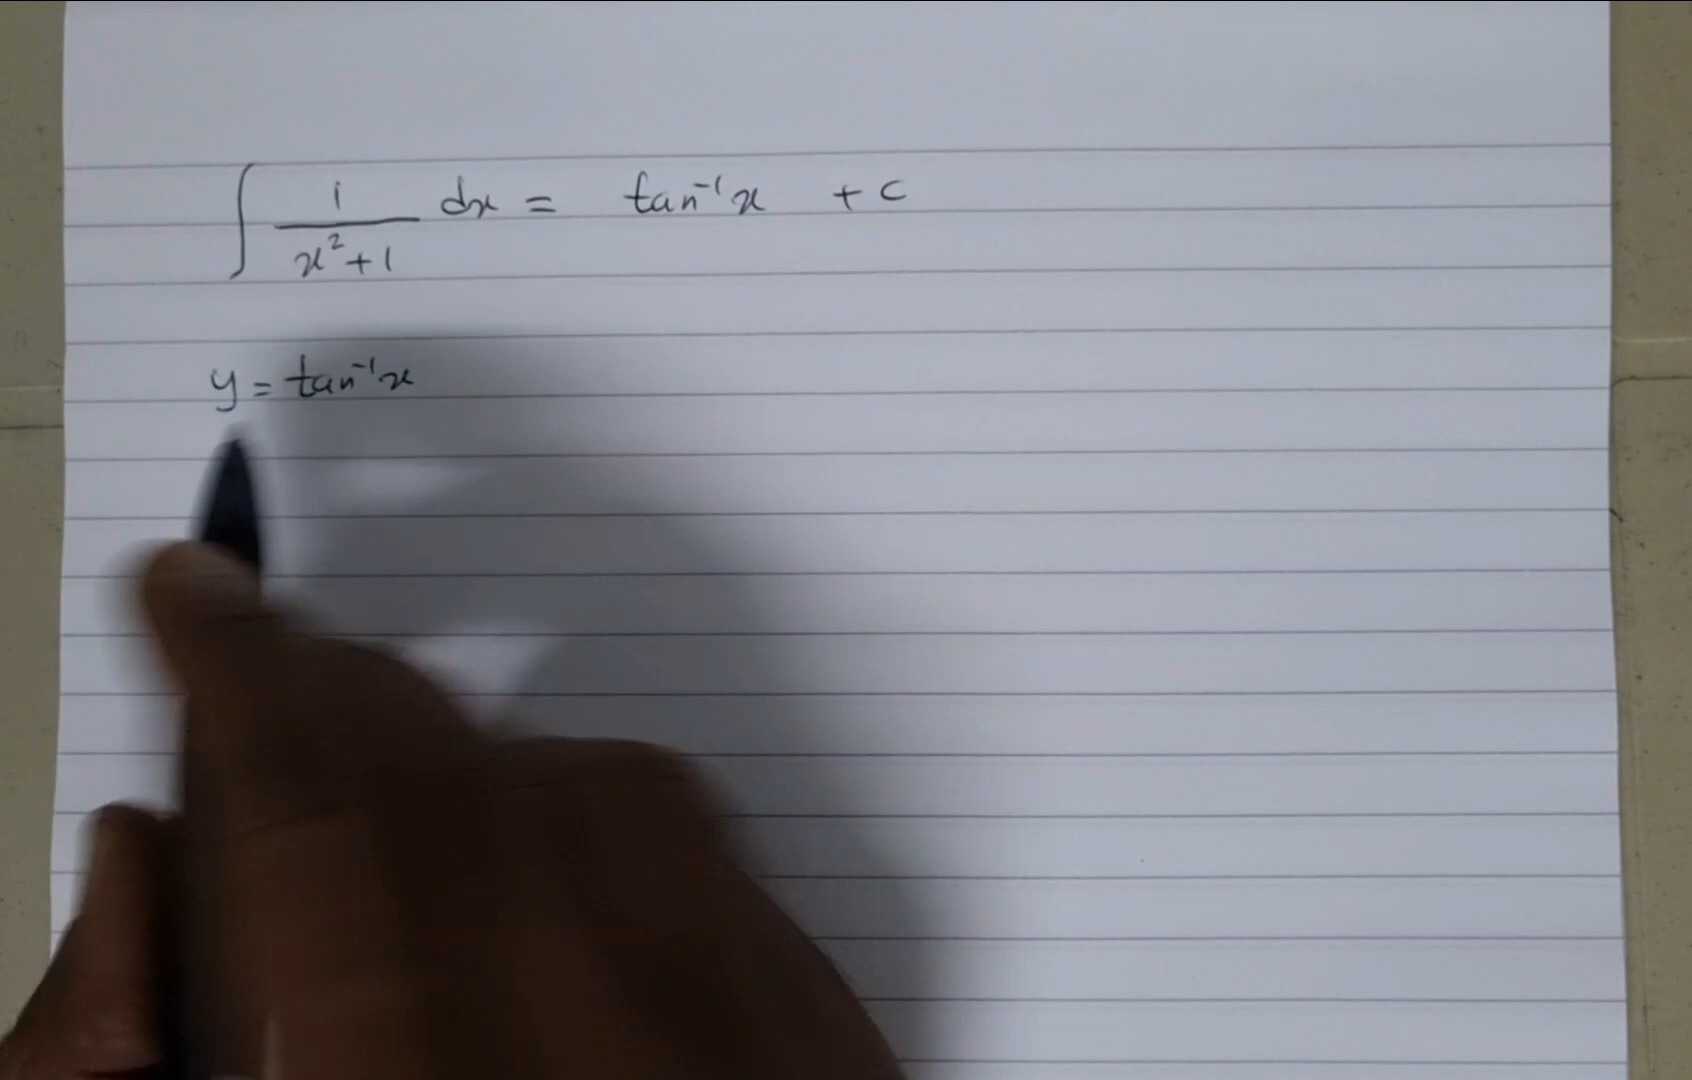 ∫ 1/(x²+1) dx = tan⁻¹x + c
y = tan⁻¹x